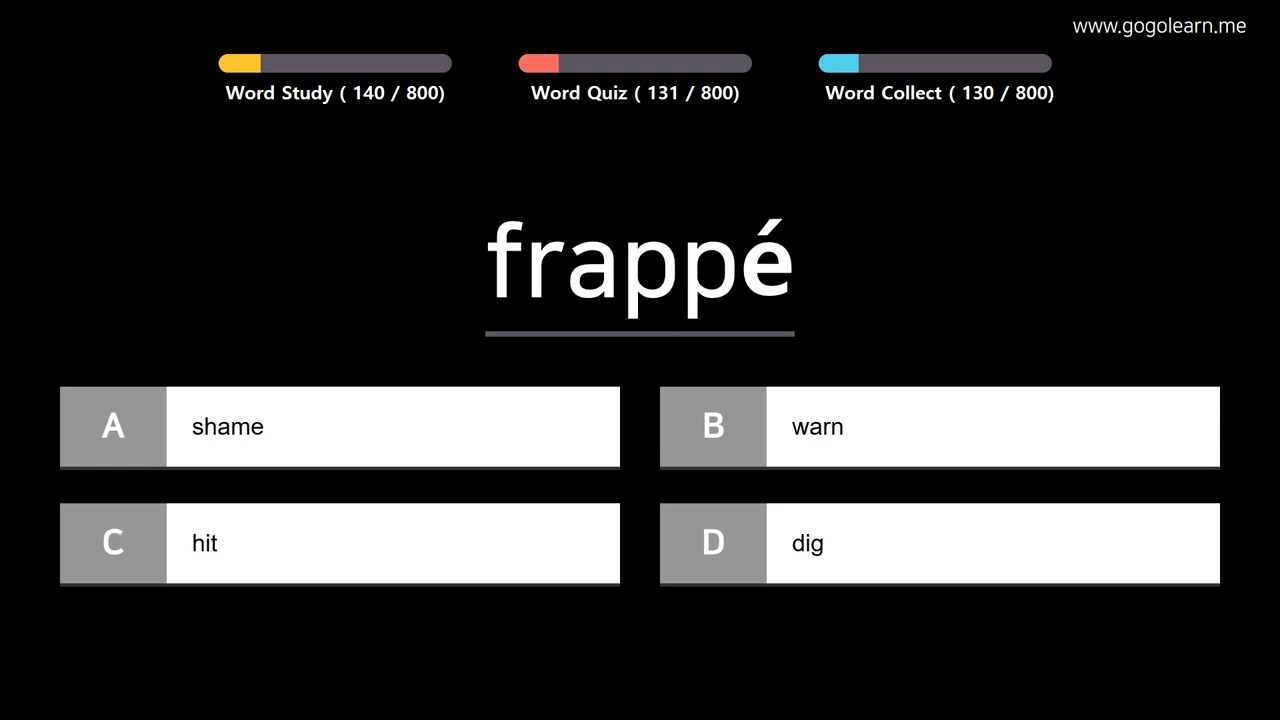 www.gogolearn.me
Word Study ( 140 / 800)
Word Quiz ( 131 / 800)
Word Collect ( 130 / 800)
frappé
A shame
B warn
C hit
D dig